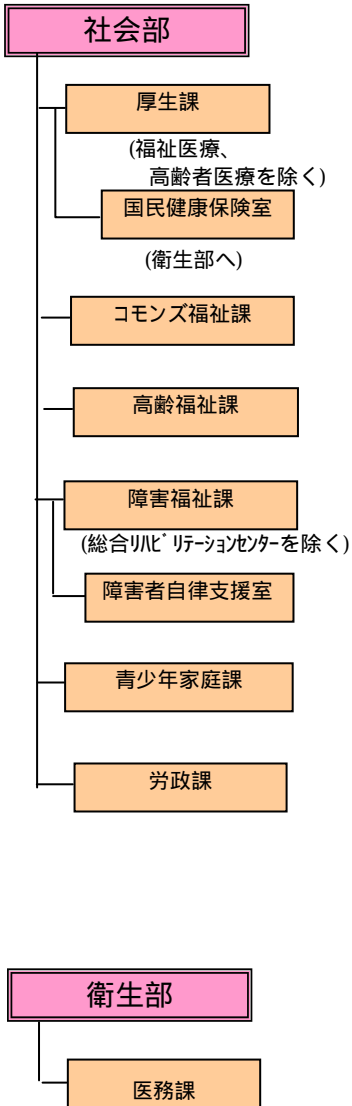 社会部
厚生課
(福祉医療、
高齢者医療を除く)
国民健康保険室
(衛生部へ)
コモンズ福祉課
高齢福祉課
障害福祉課
(総合ﾘﾊﾋﾞﾘﾃｰｼｮﾝｾﾝﾀｰを除く)
障害者自律支援室
青少年家庭課
労政課
衛生部
医務課